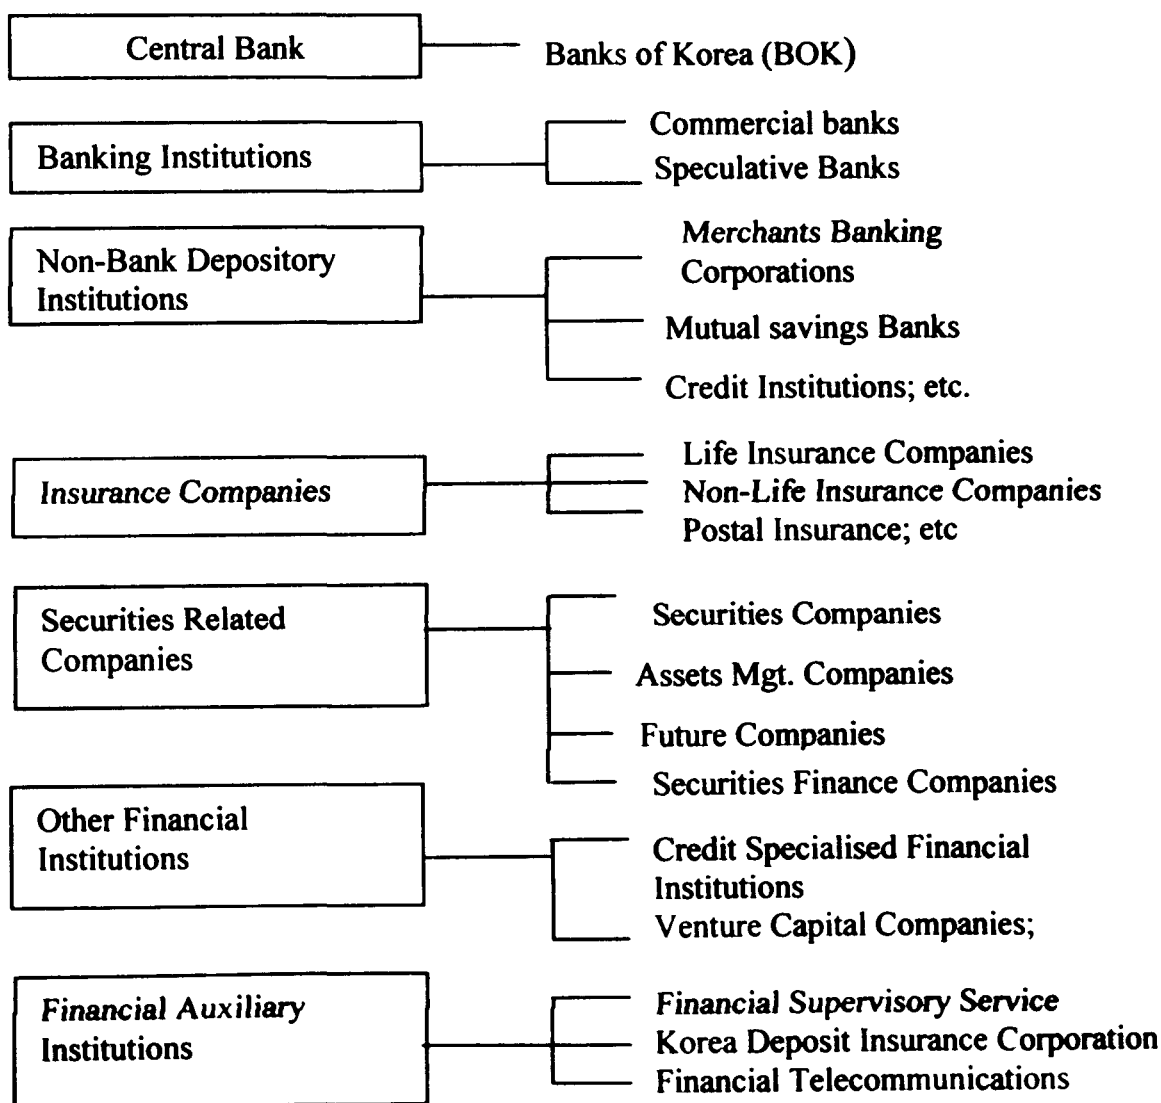 Central Bank
Banks of Korea (BOK)
Banking Institutions
Commercial banks
Speculative Banks
Non-Bank Depository
Institutions
Merchants Banking
Corporations
Mutual savings Banks
Credit Institutions; etc.
Insurance Companies
Life Insurance Companies
Non-Life Insurance Companies
Postal Insurance; etc
Securities Related
Companies
Securities Companies
Assets Mgt. Companies
Future Companies
Securities Finance Companies
Other Financial
Institutions
Credit Specialised Financial
Institutions
Venture Capital Companies;
Financial Auxiliary
Institutions
Financial Supervisory Service
Korea Deposit Insurance Corporation
Financial Telecommunications